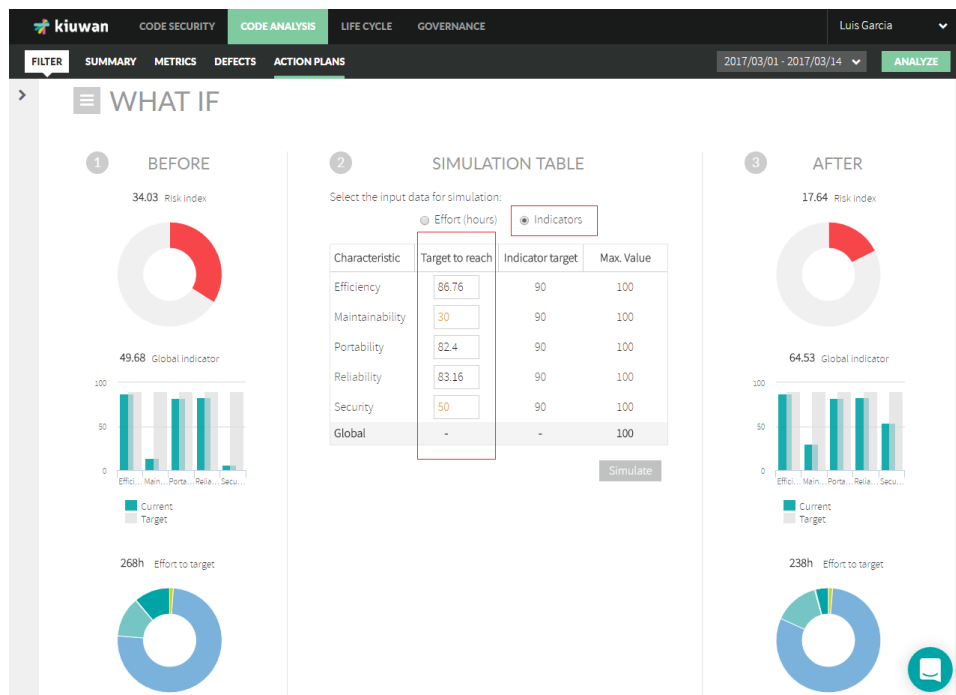 kiuwan CODE SECURITY CODE ANALYSIS LIFE CYCLE GOVERNANCE Luis Garcia
FILTER SUMMARY METRICS DEFECTS ACTION PLANS 2017/03/01 - 2017/03/14 ANALYZE
WHAT IF
1 BEFORE
34.03 Risk index
49.68 Global indicator
100
50
0
Effici... Main... Porta... Relia... Secu...
Current
Target
268h Effort to target
2 SIMULATION TABLE
Select the input data for simulation:
Effort (hours) Indicators
Characteristic Target to reach Indicator target Max. Value
Efficiency 86.76 90 100
Maintainability 30 90 100
Portability 82.4 90 100
Reliability 83.16 90 100
Security 50 90 100
Global - - 100
Simulate
3 AFTER
17.64 Risk index
64.53 Global indicator
100
50
0
Effici... Main... Porta... Relia... Secu...
Current
Target
238h Effort to target